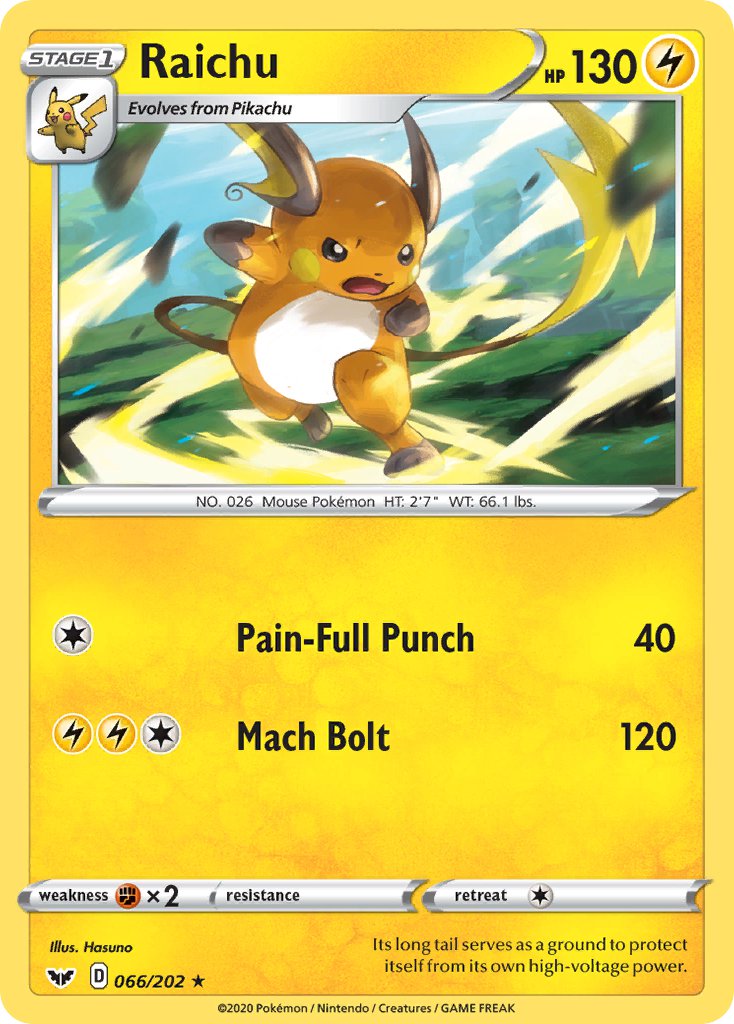 STAGE1
Raichu
HP 130
Evolves from Pikachu
NO. 026 Mouse Pokémon HT: 2'7" WT: 66.1 lbs.
Pain-Full Punch 40
Mach Bolt 120
weakness ×2 resistance retreat
Illus. Hasuno
Its long tail serves as a ground to protect
itself from its own high-voltage power.
D 066/202 ★
©2020 Pokémon / Nintendo / Creatures / GAME FREAK